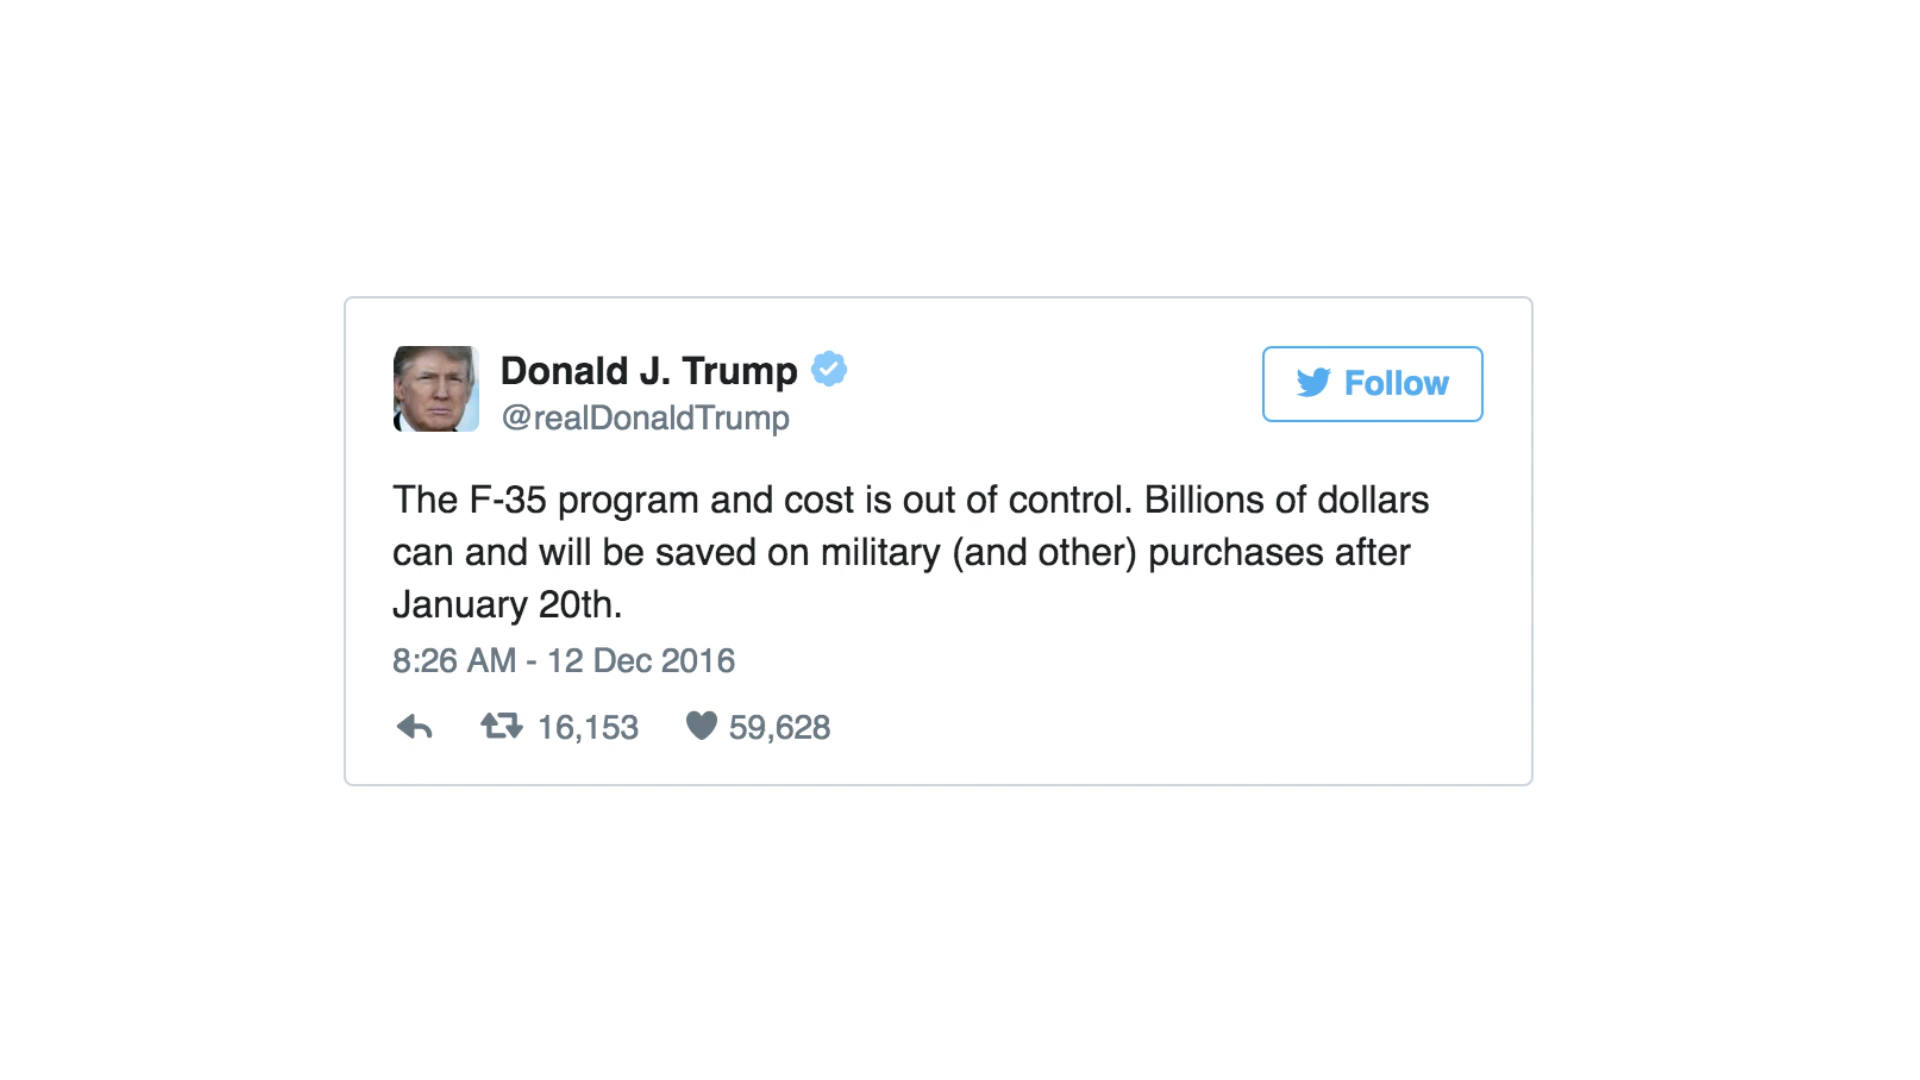 Donald J. Trump
@realDonaldTrump
Follow
The F-35 program and cost is out of control. Billions of dollars
can and will be saved on military (and other) purchases after
January 20th.
8:26 AM - 12 Dec 2016
16,153 59,628